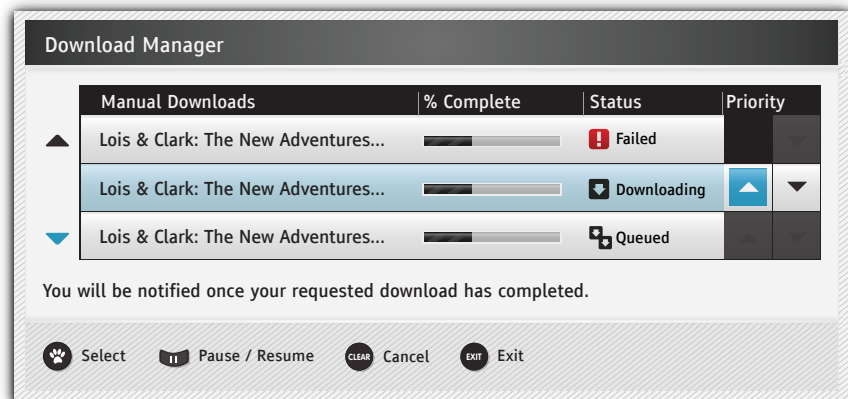 Download Manager
Manual Downloads % Complete Status Priority
Lois & Clark: The New Adventures... Failed
Lois & Clark: The New Adventures... Downloading
Lois & Clark: The New Adventures... Queued
You will be notified once your requested download has completed.
Select Pause / Resume CLEAR Cancel EXIT Exit